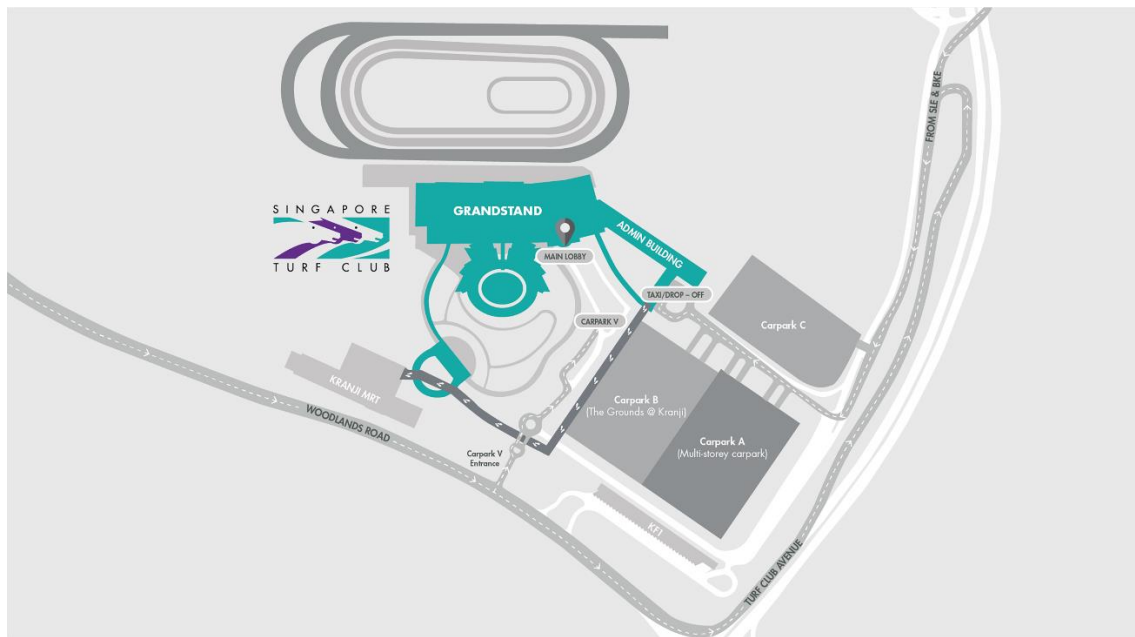 FROM SLE & BKE
SINGAPORE
TURF CLUB
GRANDSTAND
ADMIN BUILDING
MAIN LOBBY
TAXI/DROP – OFF
CARPARK V
Carpark C
KRANJI MRT
WOODLANDS ROAD
Carpark B
(The Grounds @ Kranji)
Carpark A
(Multi-storey carpark)
Carpark V
Entrance
KF1
TURF CLUB AVENUE